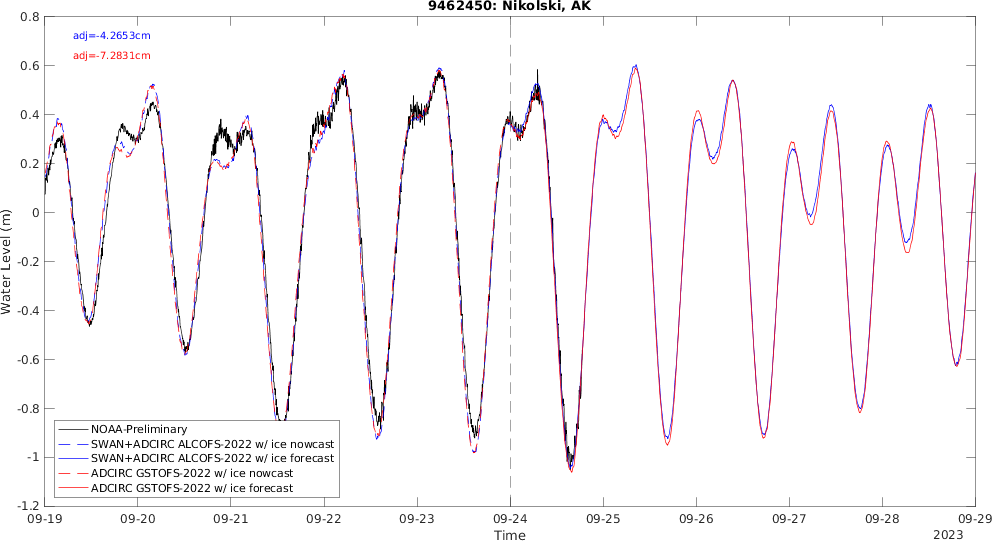 9462450: Nikolski, AK
adj=-4.2653cm
adj=-7.2831cm
0.8
0.6
0.4
0.2
0
-0.2
-0.4
-0.6
-0.8
-1
-1.2
Water Level (m)
NOAA-Preliminary
SWAN+ADCIRC ALCOFS-2022 w/ ice nowcast
SWAN+ADCIRC ALCOFS-2022 w/ ice forecast
ADCIRC GSTOFS-2022 w/ ice nowcast
ADCIRC GSTOFS-2022 w/ ice forecast
09-19 09-20 09-21 09-22 09-23 09-24 09-25 09-26 09-27 09-28 09-29
Time
2023